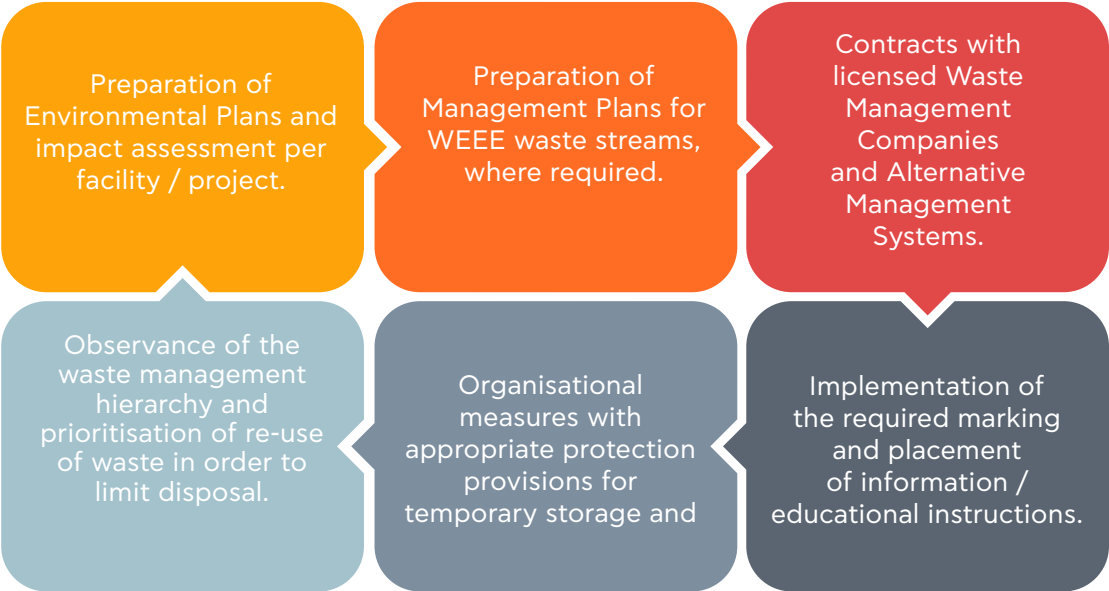 Preparation of
Environmental Plans and
impact assessment per
facility / project.
Preparation of
Management Plans for
WEEE waste streams,
where required.
Contracts with
licensed Waste
Management
Companies
and Alternative
Management
Systems.
Observance of the
waste management
hierarchy and
prioritisation of re-use
of waste in order to
limit disposal.
Organisational
measures with
appropriate protection
provisions for
temporary storage and
Implementation of
the required marking
and placement
of information /
educational instructions.